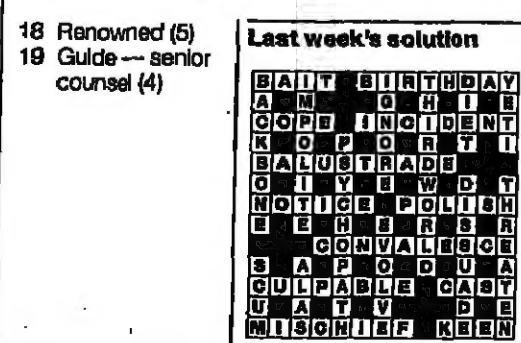 18 Renowned (5)
19 Guide — senior
counsel (4)
Last week's solution
BAIT BIRTHDAY
A M G H I E
COPE INCIDENT
K O P O R T I
BALUSTRADE
O I Y E W D T
NOTICE POLISH
E E H E R S R
CONVALESCE
S A P O D U A
CULPABLE CAST
U A T V D E
MISCHIEF KEEN